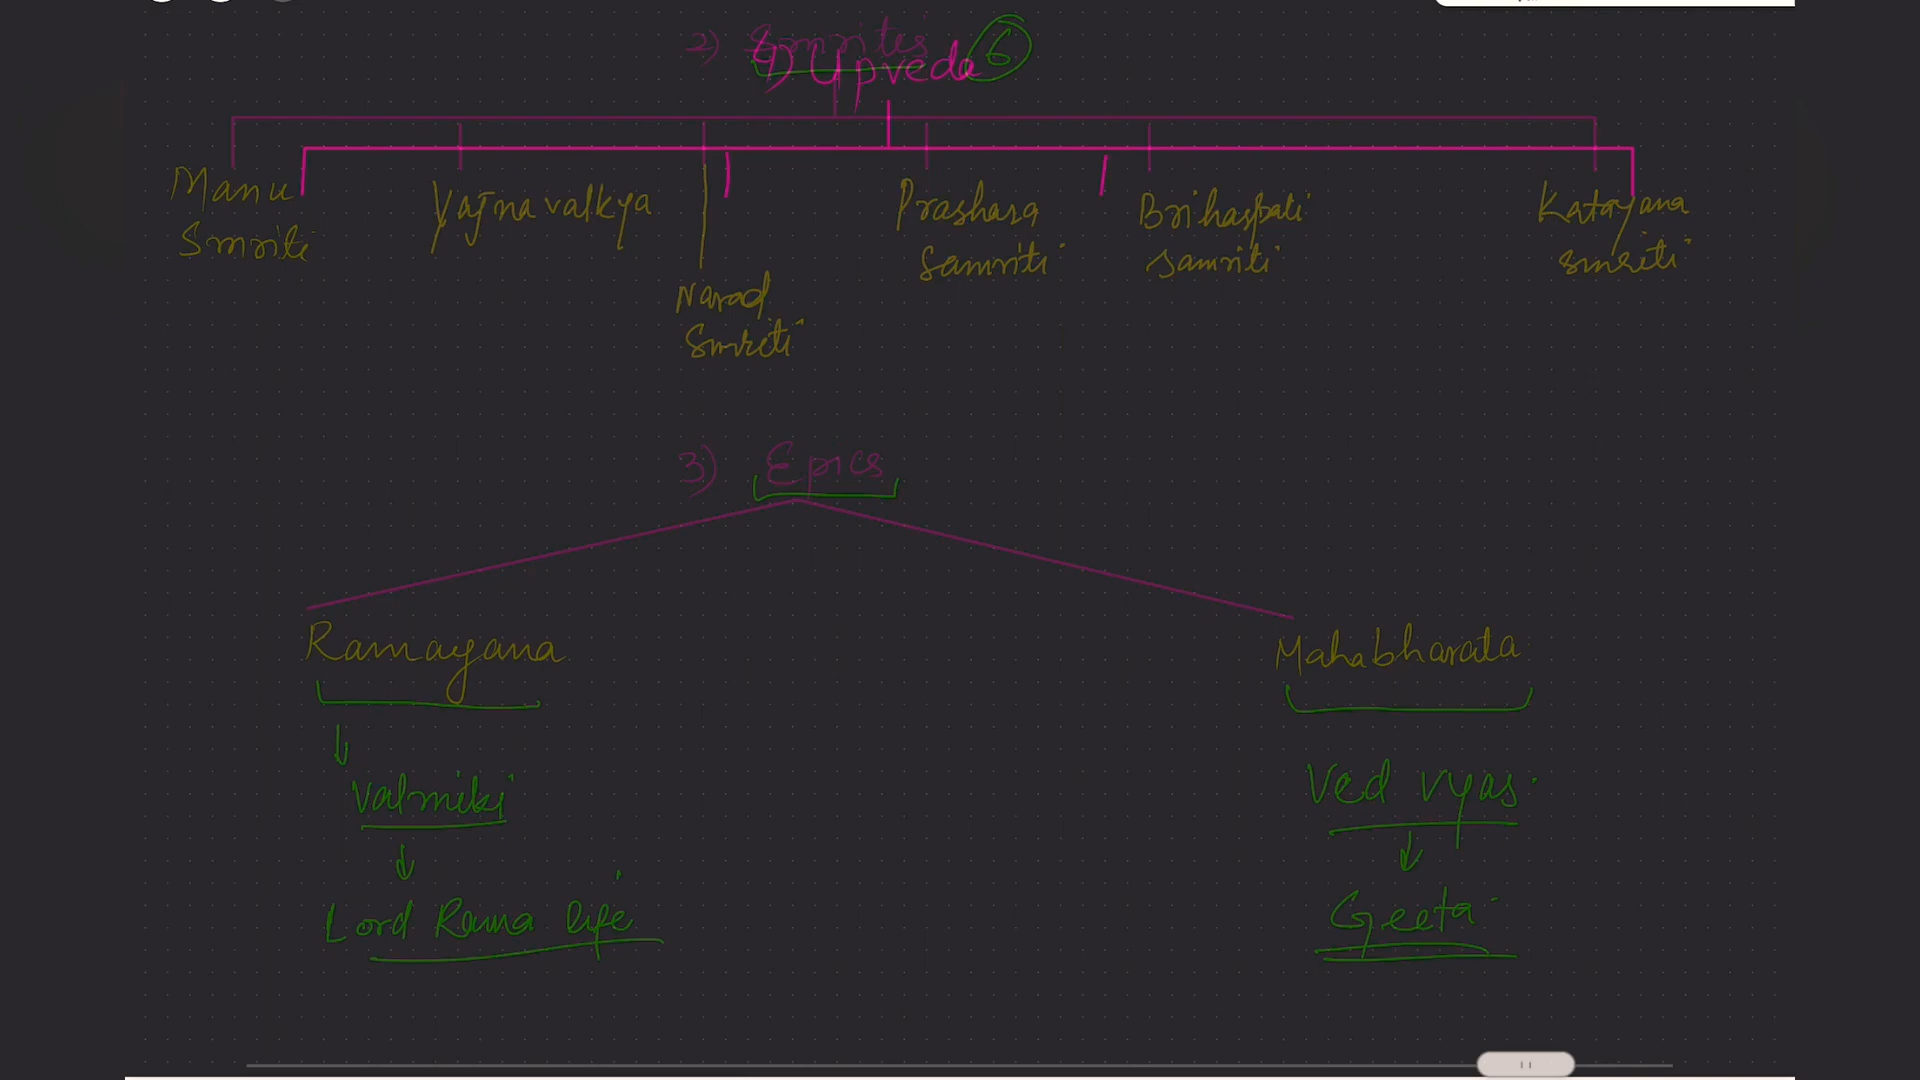 2) Smrites 6
4) Upveda
Manu Yajnavalkya Prashara Brihaspati Katayana
Smriti Samriti Samriti Smriti
Narad
Smriti
3) Epics
Ramayana Mahabharata
Valmiki Ved Vyas
Lord Rama life Geeta